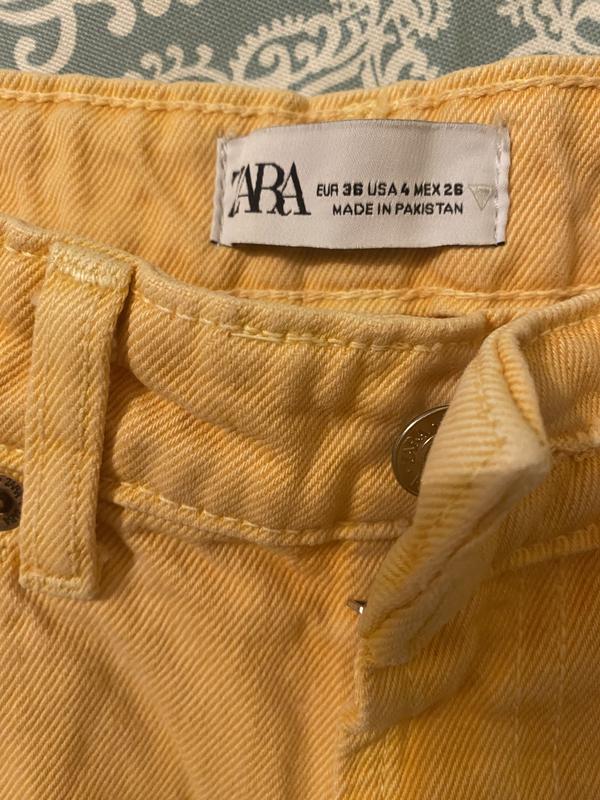 ZARA
EUR 36 USA 4 MEX 26
MADE IN PAKISTAN